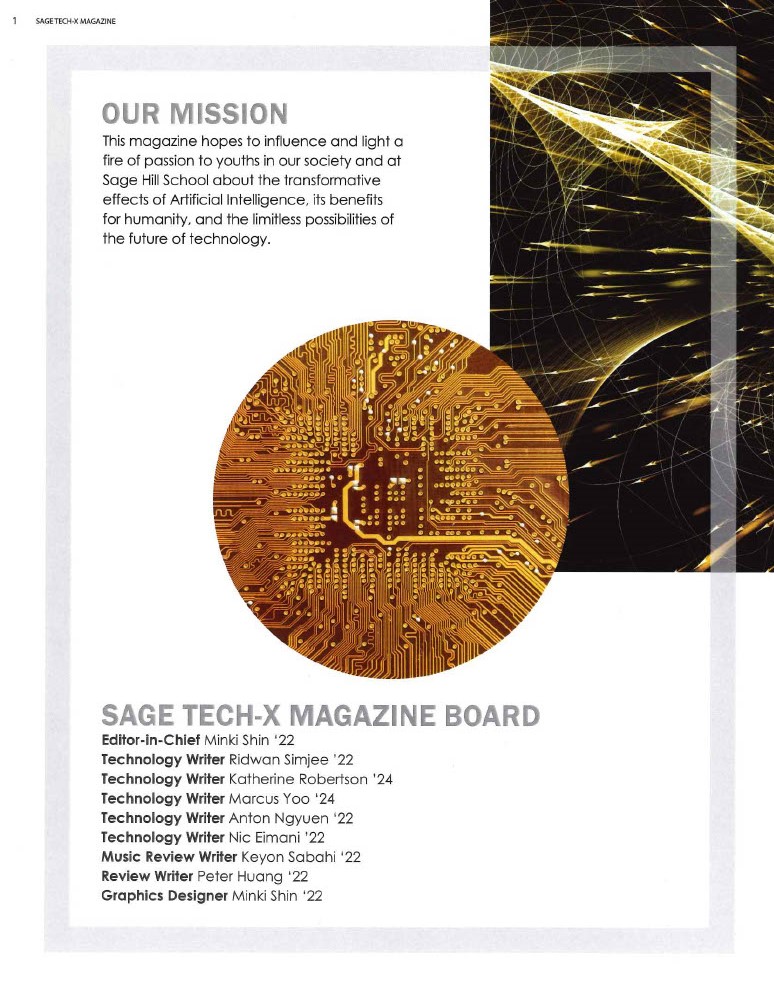 1 SAGE TECH-X MAGAZINE
OUR MISSION
This magazine hopes to influence and light a
fire of passion to youths in our society and at
Sage Hill School about the transformative
effects of Artificial Intelligence, its benefits
for humanity, and the limitless possibilities of
the future of technology.
SAGE TECH-X MAGAZINE BOARD
Editor-in-Chief Minki Shin ‘22
Technology Writer Ridwan Simjee ’22
Technology Writer Katherine Robertson ’24
Technology Writer Marcus Yoo ‘24
Technology Writer Anton Ngyuen ‘22
Technology Writer Nic Eimani ’22
Music Review Writer Keyon Sabahi ‘22
Review Writer Peter Huang ‘22
Graphics Designer Minki Shin ‘22